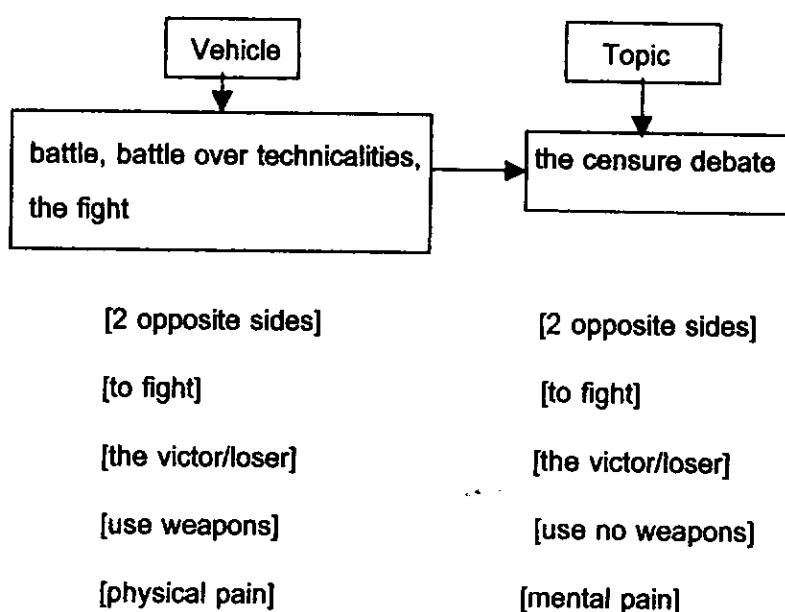 Vehicle
Topic
battle, battle over technicalities,
the fight
the censure debate
[2 opposite sides]
[2 opposite sides]
[to fight]
[to fight]
[the victor/loser]
[the victor/loser]
[use weapons]
[use no weapons]
[physical pain]
[mental pain]